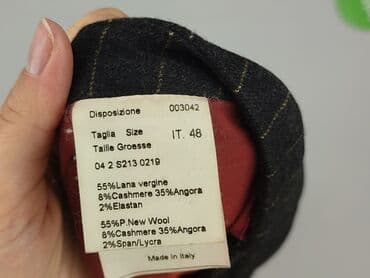 Disposizione 003042
Taglia Size IT. 48
Taille Groesse
04 2 S213 0219
55%Lana vergine
8%Cashmere 35%Angora
2%Elastan
55%P.New Wool
8%Cashmere 35%Angora
2%Span/Lycra
Made in Italy